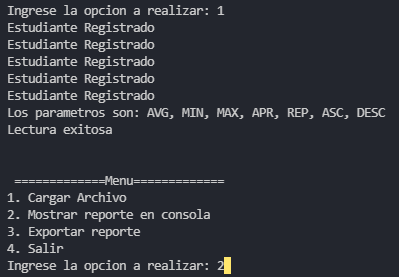 Ingrese la opcion a realizar: 1
Estudiante Registrado
Estudiante Registrado
Estudiante Registrado
Estudiante Registrado
Estudiante Registrado
Los parametros son: AVG, MIN, MAX, APR, REP, ASC, DESC
Lectura exitosa
=============Menu=============
1. Cargar Archivo
2. Mostrar reporte en consola
3. Exportar reporte
4. Salir
Ingrese la opcion a realizar: 2